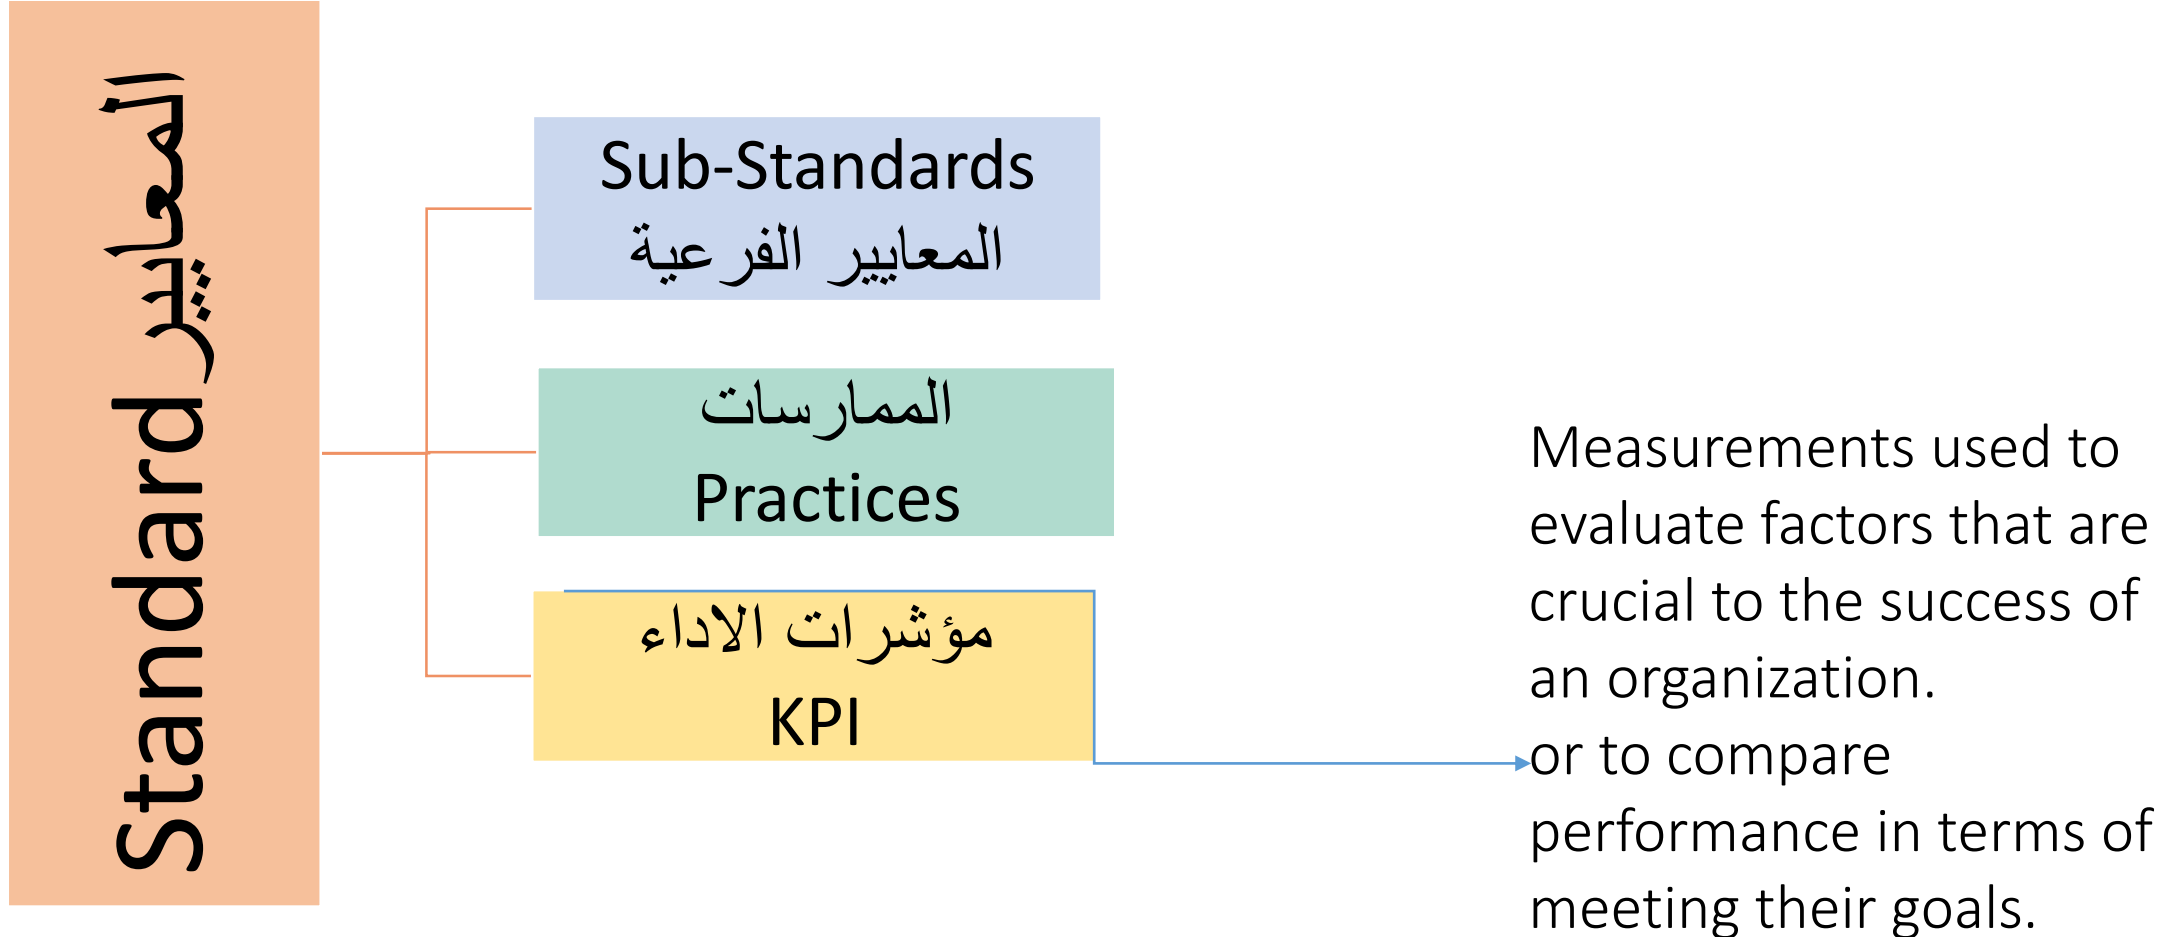 Standard المعايير
Sub-Standards
المعايير الفرعية
الممارسات
Practices
مؤشرات الاداء
KPI
Measurements used to
evaluate factors that are
crucial to the success of
an organization.
or to compare
performance in terms of
meeting their goals.